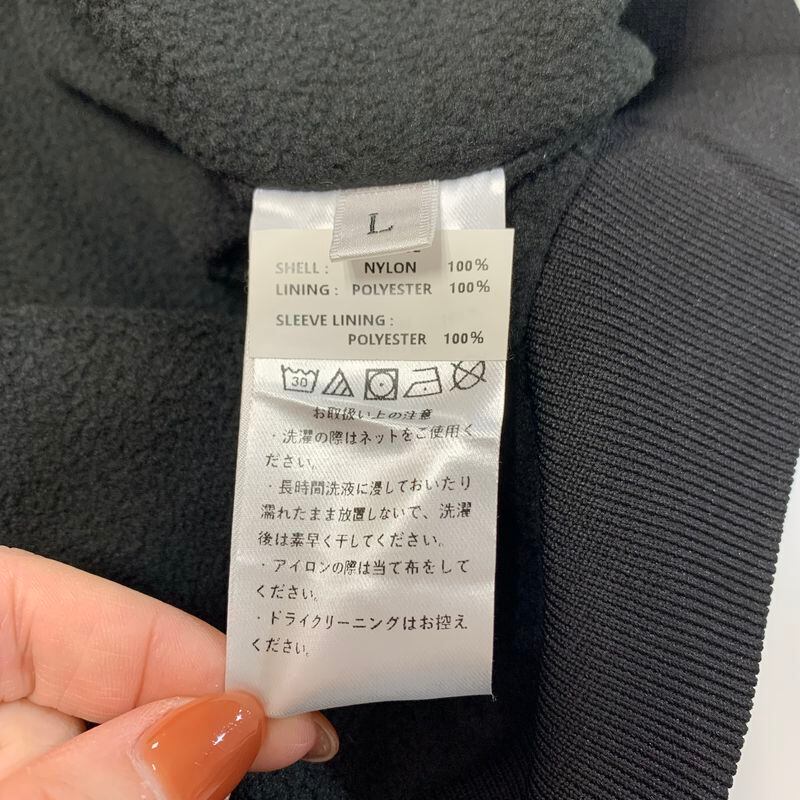 L
SHELL : NYLON 100%
LINING : POLYESTER 100%
SLEEVE LINING :
POLYESTER 100%
30
お取扱い上の注意
・洗濯の際はネットをご使用く
ださい。
・長時間洗液に浸しておいたり
濡れたまま放置しないで、洗濯
後は素早く干してください。
・アイロンの際は当て布をして
ください。
・ドライクリーニングはお控え
ください。